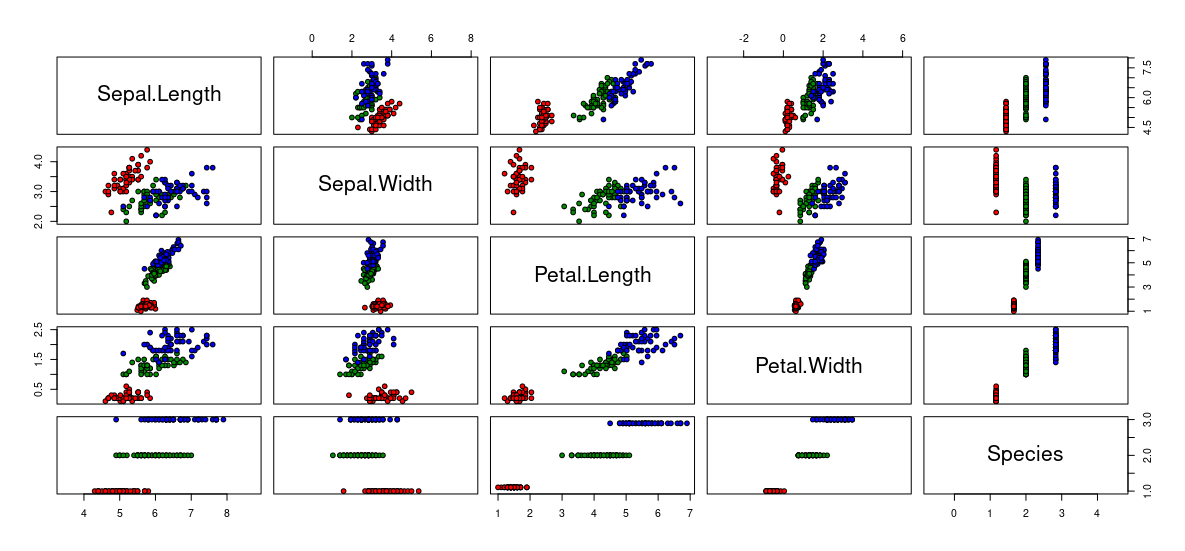 0 2 4 6 8 -2 0 2 4 6
Sepal.Length 4.5 6.0 7.5
2.0 3.0 4.0 Sepal.Width
Petal.Length 1 3 5 7
0.5 1.5 2.5 Petal.Width
Species 1.0 2.0 3.0
4 5 6 7 8 1 2 3 4 5 6 7 0 1 2 3 4